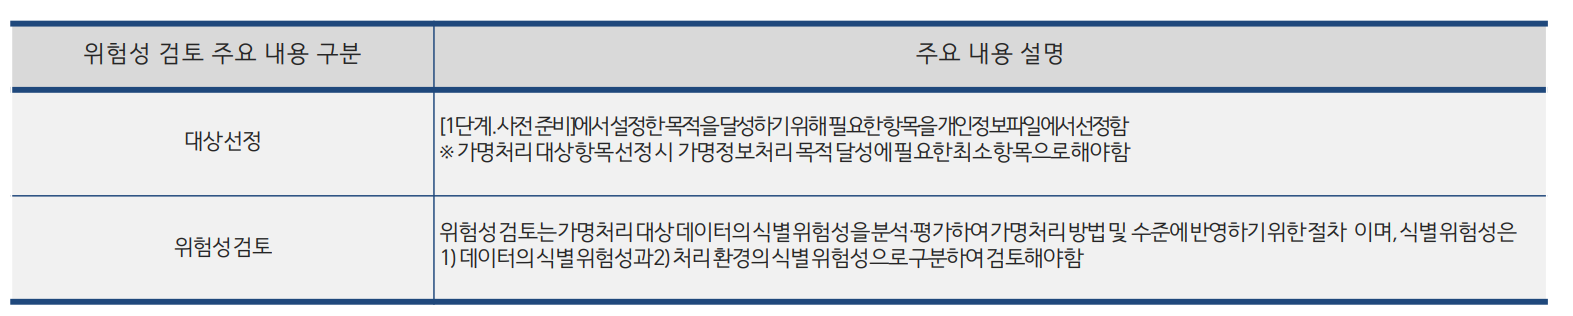 위험성 검토 주요 내용 구분
주요 내용 설명
대상선정
[1단계.사전 준비]에서 설정한 목적을 달성하기 위해 필요한 항목을 개인정보파일에서 선정함
※ 가명처리 대상 항목 선정 시 가명정보처리 목적 달성에 필요한 최소 항목으로 해야 함
위험성 검토
위험성 검토는 가명처리 대상 데이터의 식별 위험성을 분석·평가하여 가명처리 방법 및 수준에 반영하기 위한 절차 이며, 식별 위험성은
1) 데이터의 식별 위험성과 2) 처리 환경의 식별 위험성으로 구분하여 검토해야 함